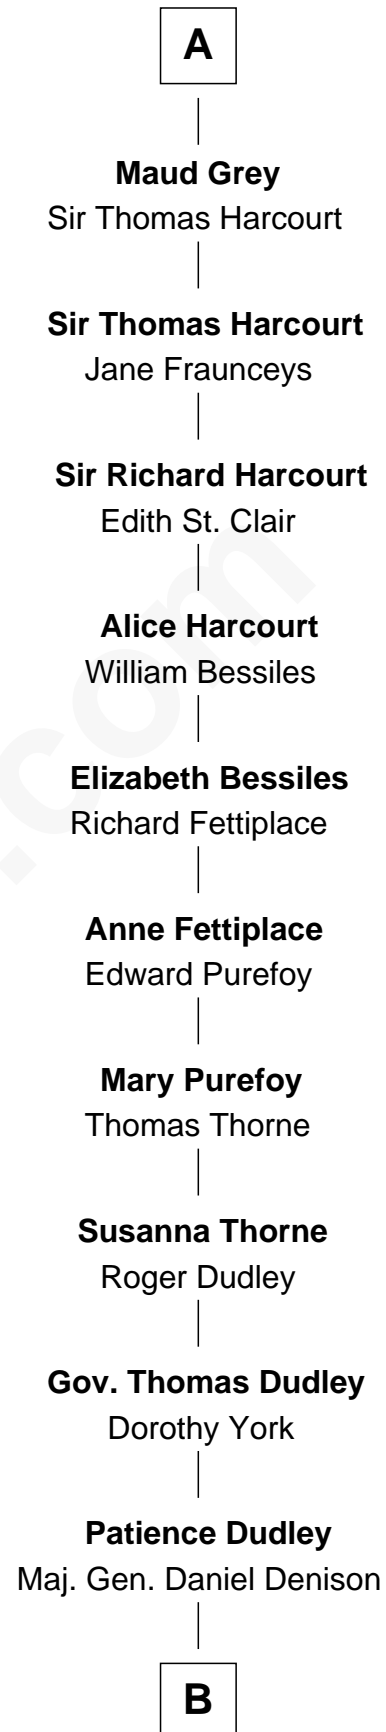 A
Maud Grey
Sir Thomas Harcourt
Sir Thomas Harcourt
Jane Fraunceys
Sir Richard Harcourt
Edith St. Clair
Alice Harcourt
William Bessiles
Elizabeth Bessiles
Richard Fettiplace
Anne Fettiplace
Edward Purefoy
Mary Purefoy
Thomas Thorne
Susanna Thorne
Roger Dudley
Gov. Thomas Dudley
Dorothy York
Patience Dudley
Maj. Gen. Daniel Denison
B
.com